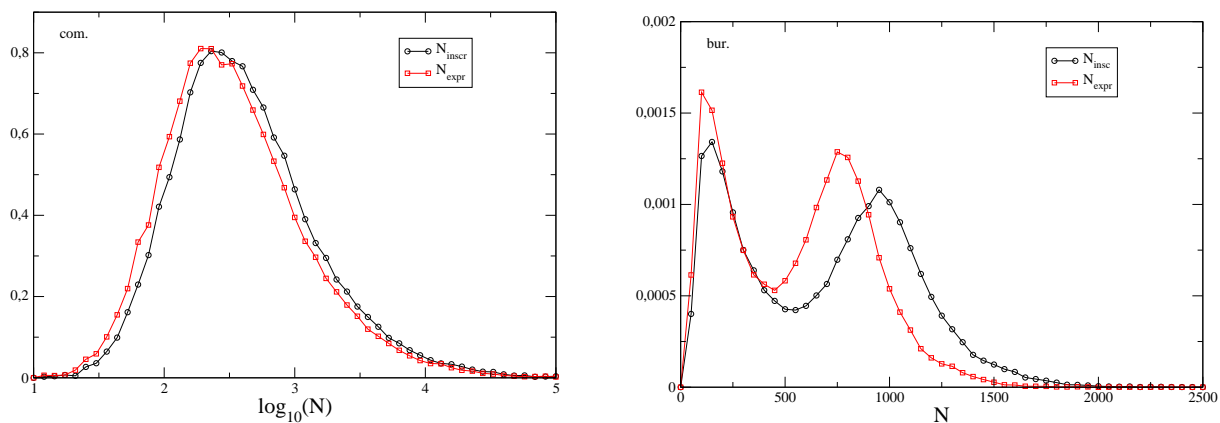 com.
N_inscr
N_expr
0,8
0,6
0,4
0,2
0
1 2 3 4 5
log_10(N)
bur.
N_insc
N_expr
0,002
0,0015
0,001
0,0005
0
0 500 1000 1500 2000 2500
N